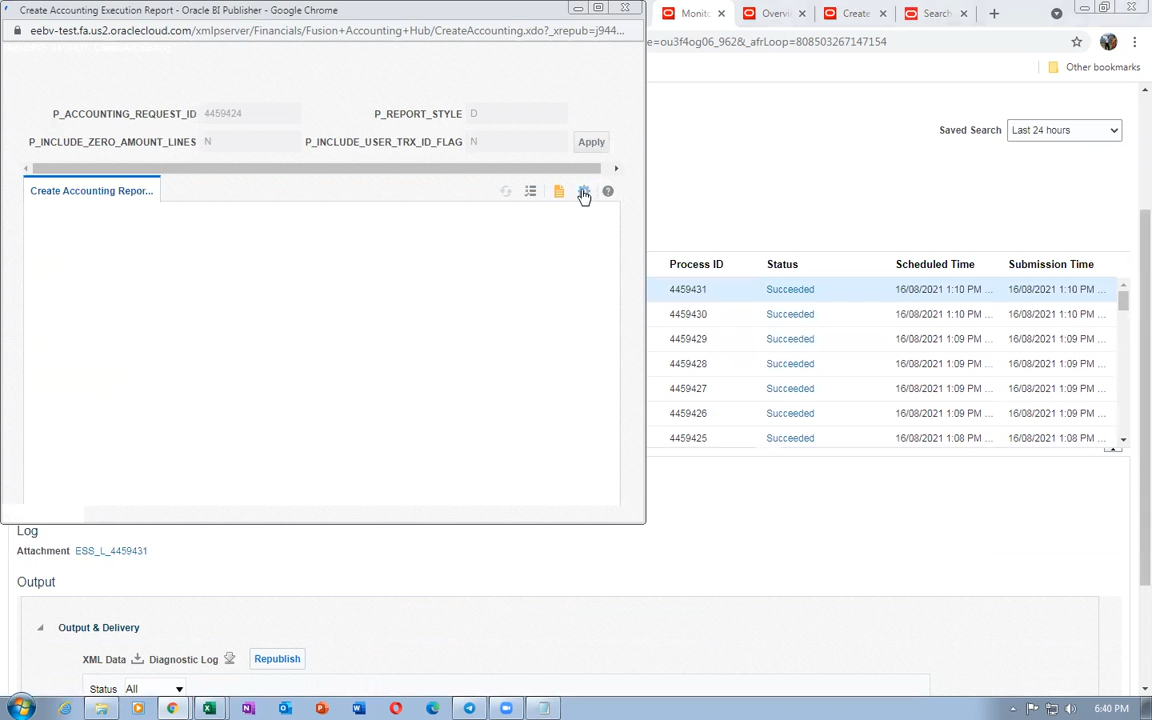 Create Accounting Execution Report - Oracle BI Publisher - Google Chrome
eebv-test.fa.us2.oraclecloud.com/xmlpserver/Financials/Fusion+Accounting+Hub/CreateAccounting.xdo?_xrepub=j944...
Monito
Overvi
Create
Search
e=ou3f4og06_962&_afrLoop=808503267147154
Other bookmarks
P_ACCOUNTING_REQUEST_ID 4459424 P_REPORT_STYLE D
P_INCLUDE_ZERO_AMOUNT_LINES N P_INCLUDE_USER_TRX_ID_FLAG N Apply
Create Accounting Repor...
Saved Search Last 24 hours
Process ID Status Scheduled Time Submission Time
4459431 Succeeded 16/08/2021 1:10 PM ... 16/08/2021 1:10 PM ...
4459430 Succeeded 16/08/2021 1:10 PM ... 16/08/2021 1:10 PM ...
4459429 Succeeded 16/08/2021 1:09 PM ... 16/08/2021 1:09 PM ...
4459428 Succeeded 16/08/2021 1:09 PM ... 16/08/2021 1:09 PM ...
4459427 Succeeded 16/08/2021 1:09 PM ... 16/08/2021 1:09 PM ...
4459426 Succeeded 16/08/2021 1:09 PM ... 16/08/2021 1:09 PM ...
4459425 Succeeded 16/08/2021 1:08 PM ... 16/08/2021 1:08 PM ...
Log
Attachment ESS_L_4459431
Output
Output & Delivery
XML Data Diagnostic Log Republish
Status All
6:40 PM